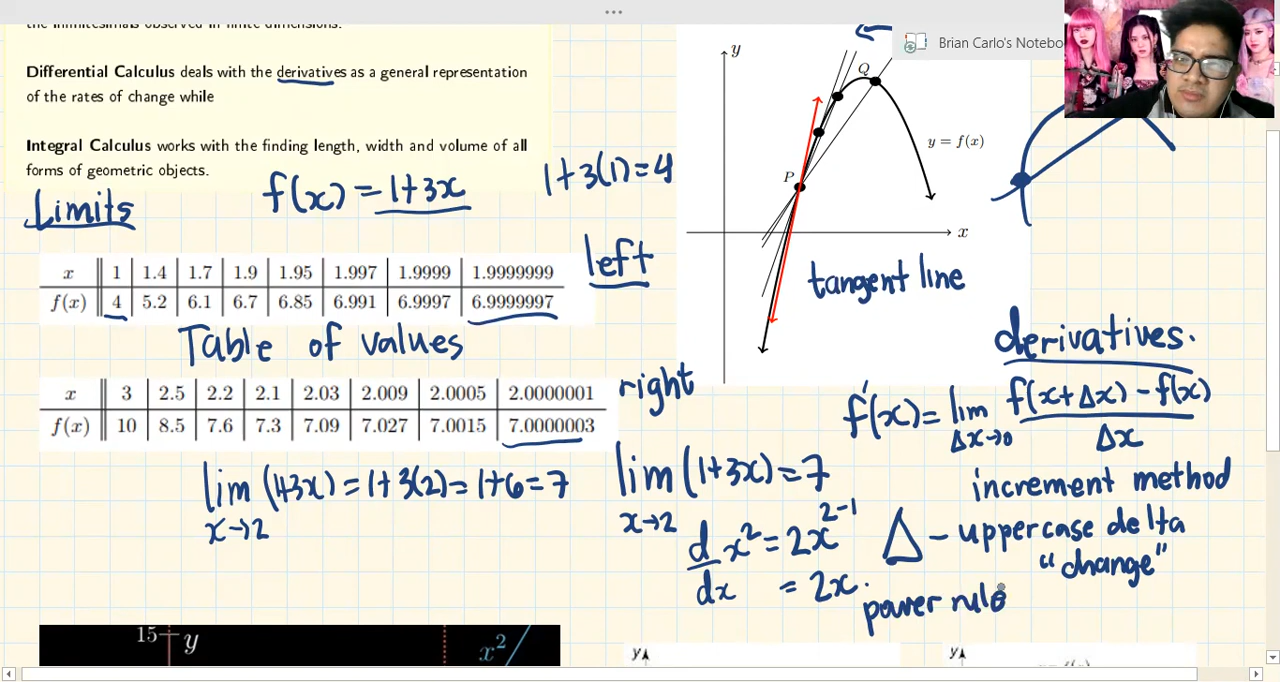 the infinitesimals observed in finite dimensions.
Differential Calculus deals with the derivatives as a general representation
of the rates of change while
Integral Calculus works with the finding length, width and volume of all
forms of geometric objects.
Limits
f(x) = 1+3x
1+3(1)=4
x 1 1.4 1.7 1.9 1.95 1.997 1.9999 1.9999999
f(x) 4 5.2 6.1 6.7 6.85 6.991 6.9997 6.9999997
left
Table of values
x 3 2.5 2.2 2.1 2.03 2.009 2.0005 2.0000001
f(x) 10 8.5 7.6 7.3 7.09 7.027 7.0015 7.0000003
right
lim (1+3x) = 1+3(2) = 1+6 = 7
x→2
lim (1+3x) = 7
x→2
d/dx x² = 2x²⁻¹
= 2x.
power rule
Brian Carlo's Notebo
y
Q
P
y = f(x)
x
tangent line
derivatives.
f'(x) = lim f(x+Δx) - f(x)
Δx→0 Δx
increment method
Δ - uppercase delta
"change"
15 y
x²
y
y